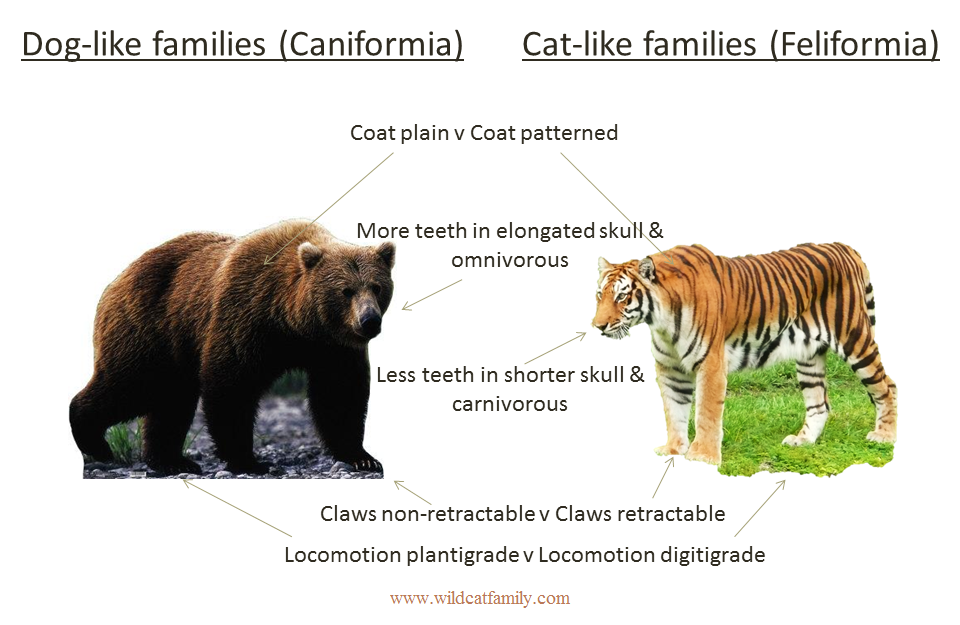 Dog-like families (Caniformia)
Cat-like families (Feliformia)
Coat plain v Coat patterned
More teeth in elongated skull &
omnivorous
Less teeth in shorter skull &
carnivorous
Claws non-retractable v Claws retractable
Locomotion plantigrade v Locomotion digitigrade
www.wildcatfamily.com